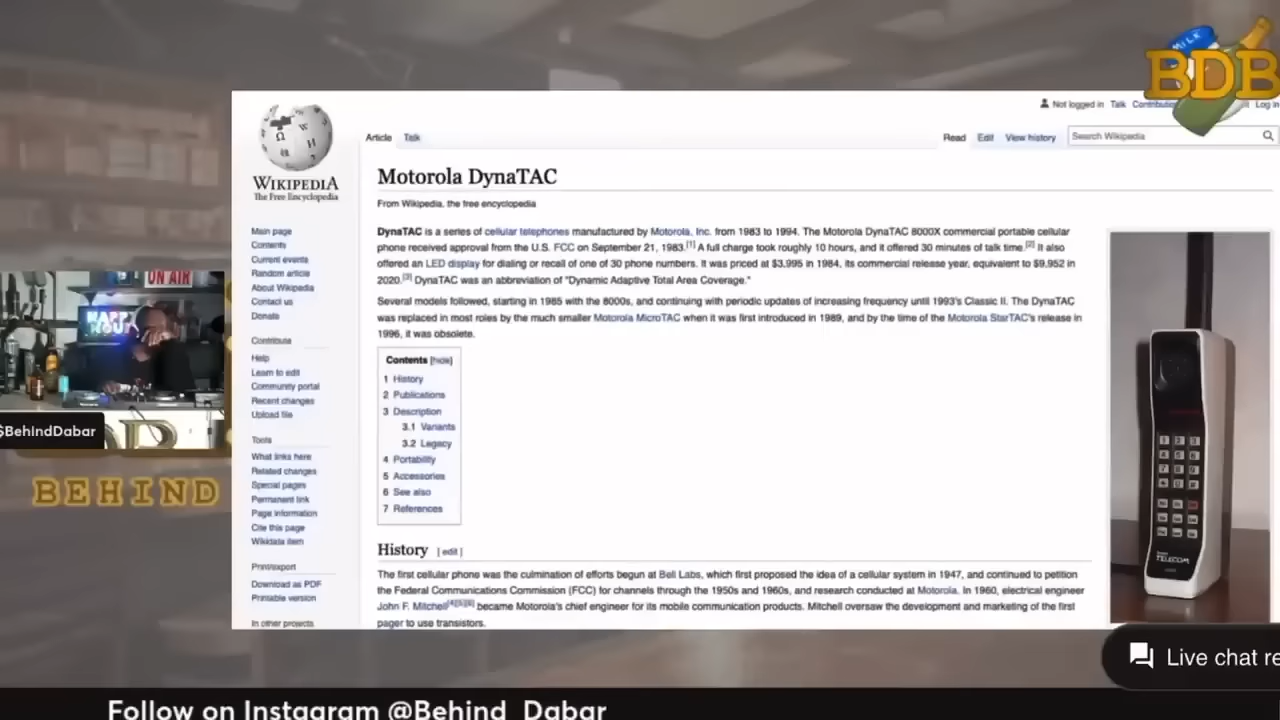 MILK
BDB
Not logged in Talk Log in
WIKIPEDIA
The Free Encyclopedia
Article Talk
Read Edit View history Search Wikipedia
Motorola DynaTAC
From Wikipedia, the free encyclopedia
DynaTAC is a series of cellular telephones manufactured by Motorola, Inc. from 1983 to 1994. The Motorola DynaTAC 8000X commercial portable cellular
phone received approval from the U.S. FCC on September 21, 1983.[1] A full charge took roughly 10 hours, and it offered 30 minutes of talk time.[2] It also
offered an LED display for dialing or recall of one of 30 phone numbers. It was priced at $3,995 in 1984, its commercial release year, equivalent to $9,952 in
2020.[3] DynaTAC was an abbreviation of "Dynamic Adaptive Total Area Coverage."
Several models followed, starting in 1985 with the 8000s, and continuing with periodic updates of increasing frequency until 1993's Classic II. The DynaTAC
was replaced in most roles by the much smaller Motorola MicroTAC when it was first introduced in 1989, and by the time of the Motorola StarTAC's release in
1996, it was obsolete.
Contents [hide]
1 History
2 Publications
3 Description
3.1 Variants
3.2 Legacy
4 Portability
5 Accessories
6 See also
7 References
History [ edit ]
The first cellular phone was the culmination of efforts begun at Bell Labs, which first proposed the idea of a cellular system in 1947, and continued to petition
the Federal Communications Commission (FCC) for channels through the 1950s and 1960s, and research conducted at Motorola. In 1960, electrical engineer
John F. Mitchell[4][5][6] became Motorola's chief engineer for its mobile communication products. Mitchell oversaw the development and marketing of the first
pager to use transistors.
Main page
Contents
Current events
Random article
About Wikipedia
Contact us
Donate
Contribute
Help
Learn to edit
Community portal
Recent changes
Upload file
Tools
What links here
Related changes
Special pages
Permanent link
Page information
Cite this page
Wikidata item
Print/export
Download as PDF
Printable version
In other projects
ON AIR
$BehindDabar
BEHIND
TELECOM
Live chat re
Follow on Instagram @Behind_Dabar